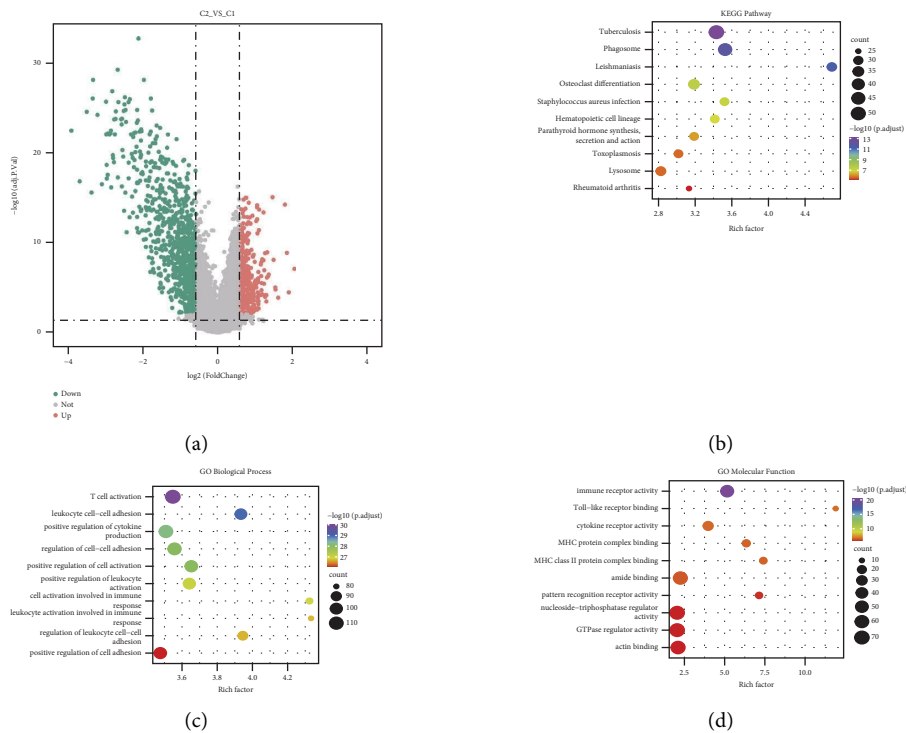 C2_VS_C1
30
20
10
0
−log10 (adj.P.Val)
−4
−2
0
2
4
log2 (FoldChange)
Down
Not
Up
(a)
KEGG Pathway
Tuberculosis
Phagosome
Leishmaniasis
Osteoclast differentiation
Staphylococcus aureus infection
Hematopoietic cell lineage
Parathyroid hormone synthesis,
secretion and action
Toxoplasmosis
Lysosome
Rheumatoid arthritis
2.8
3.2
3.6
4.0
4.4
Rich factor
count
25
30
35
40
45
50
−log10 (p.adjust)
13
11
9
7
(b)
GO Biological Process
T cell activation
leukocyte cell−cell adhesion
positive regulation of cytokine
production
regulation of cell−cell adhesion
positive regulation of cell activation
positive regulation of leukocyte
activation
cell activation involved in immune
response
leukocyte activation involved in immune
response
regulation of leukocyte cell−cell
adhesion
positive regulation of cell adhesion
3.6
3.9
4.2
Rich factor
−log10 (p.adjust)
30
29
28
27
count
80
90
100
110
(c)
GO Molecular Function
immune receptor activity
Toll−like receptor binding
cytokine receptor activity
MHC protein complex binding
MHC class II protein complex binding
amide binding
pattern recognition receptor activity
nucleoside−triphosphatase regulator
activity
GTPase regulator activity
actin binding
2.5
5.0
7.5
10.0
Rich factor
−log10 (p.adjust)
20
15
10
count
10
20
30
40
50
60
70
(d)